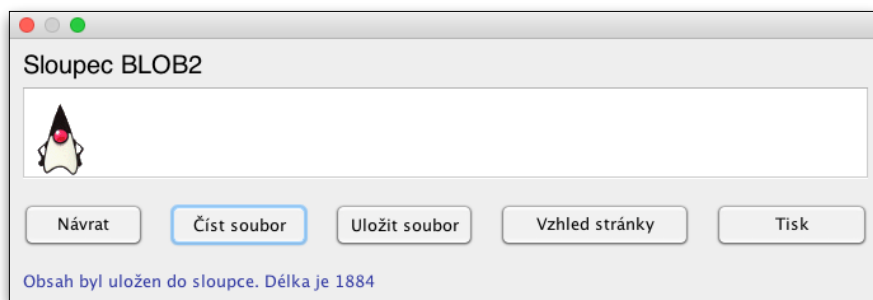 Sloupec BLOB2
Návrat Číst soubor Uložit soubor Vzhled stránky Tisk
Obsah byl uložen do sloupce. Délka je 1884